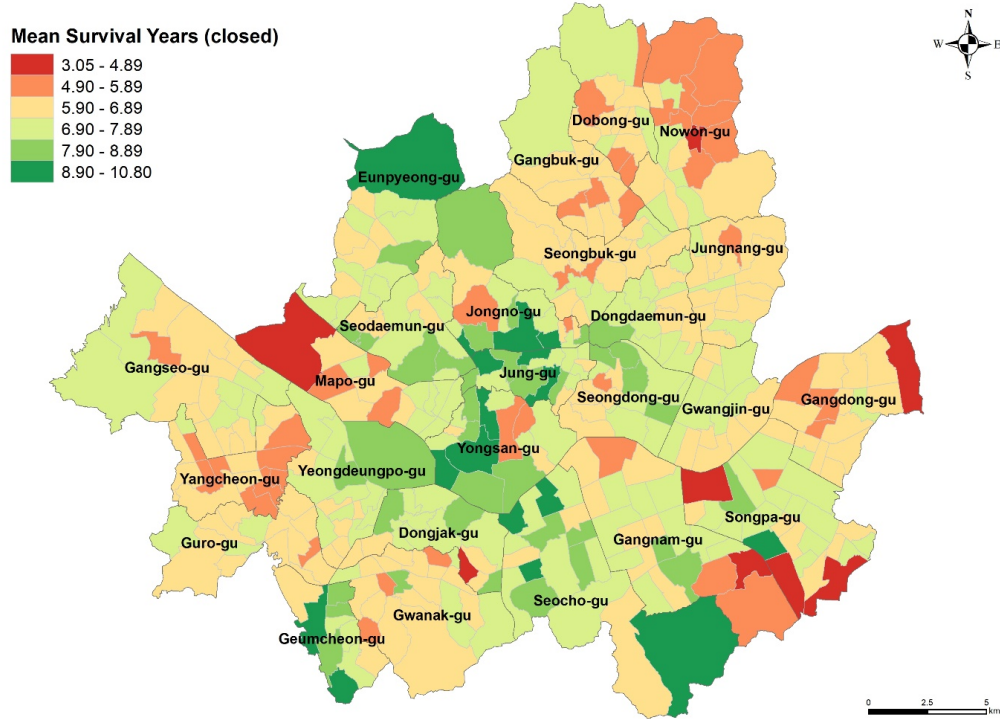 Mean Survival Years (closed)
3.05 - 4.89
4.90 - 5.89
5.90 - 6.89
6.90 - 7.89
7.90 - 8.89
8.90 - 10.80
N
W E
S
Dobong-gu
Nowon-gu
Gangbuk-gu
Eunpyeong-gu
Jungnang-gu
Seongbuk-gu
Jongno-gu
Dongdaemun-gu
Seodaemun-gu
Gangseo-gu
Jung-gu
Mapo-gu
Seongdong-gu
Gangdong-gu
Gwangjin-gu
Yongsan-gu
Yeongdeungpo-gu
Yangcheon-gu
Songpa-gu
Dongjak-gu
Gangnam-gu
Guro-gu
Seocho-gu
Gwanak-gu
Geumcheon-gu
0 2.5 5
km